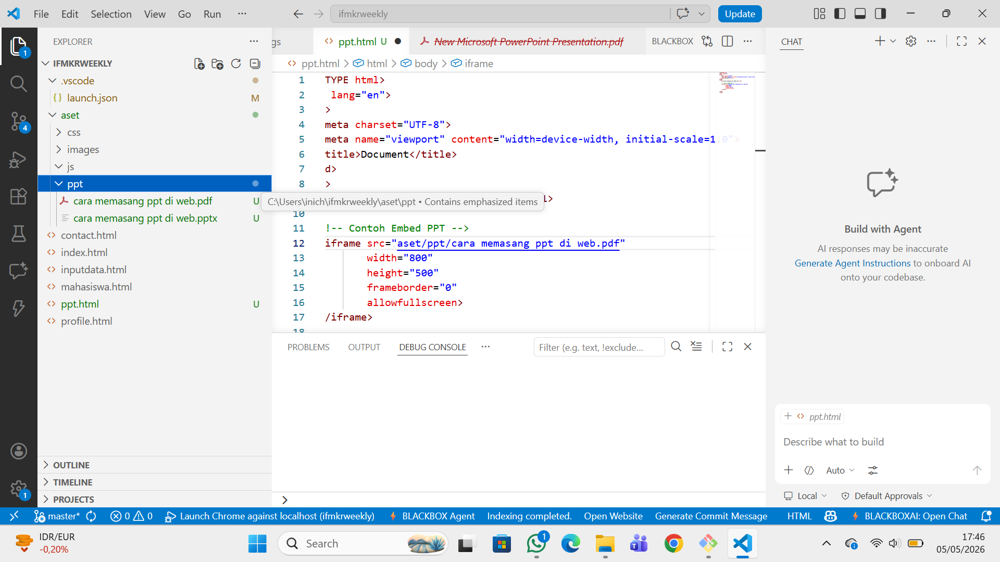 File Edit Selection View Go Run ifmkrweekly Update
EXPLORER
IFMKRWEEKLY
.vscode
launch.json M
aset
css
images
js
ppt
cara memasang ppt di web.pdf U
cara memasang ppt di web.pptx U
contact.html
index.html
inputdata.html
mahasiswa.html
ppt.html U
profile.html
OUTLINE
TIMELINE
PROJECTS
gs ppt.html U New Microsoft PowerPoint Presentation.pdf BLACKBOX
ppt.html > html > body > iframe
1 TYPE html>
2 lang="en">
3 >
4 meta charset="UTF-8">
5 meta name="viewport" content="width=device-width, initial-scale=1.0">
6 title>Document</title>
7 d>
8 >
C:\Users\inich\ifmkrweekly\aset\ppt • Contains emphasized items
10
11 !-- Contoh Embed PPT -->
12 iframe src="aset/ppt/cara memasang ppt di web.pdf"
13 width="800"
14 height="500"
15 frameborder="0"
16 allowfullscreen>
17 /iframe>
18
PROBLEMS OUTPUT DEBUG CONSOLE Filter (e.g. text, !exclude...
CHAT
Build with Agent
AI responses may be inaccurate
Generate Agent Instructions to onboard AI
onto your codebase.
ppt.html
Describe what to build
Auto
Local Default Approvals
1
4
1
master* 0 0 Launch Chrome against localhost (ifmkrweekly) BLACKBOX Agent Indexing completed. Open Website Generate Commit Message HTML BLACKBOXAI: Open Chat
IDR/EUR
-0,20%
Search
1
17:46
05/05/2026